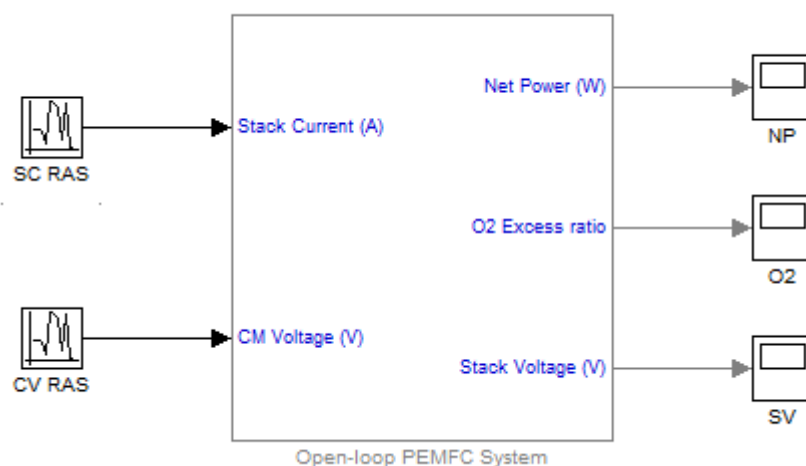 Net Power (W)
NP
Stack Current (A)
SC RAS
O2 Excess ratio
O2
CM Voltage (V)
CV RAS
Stack Voltage (V)
SV
Open-loop PEMFC System